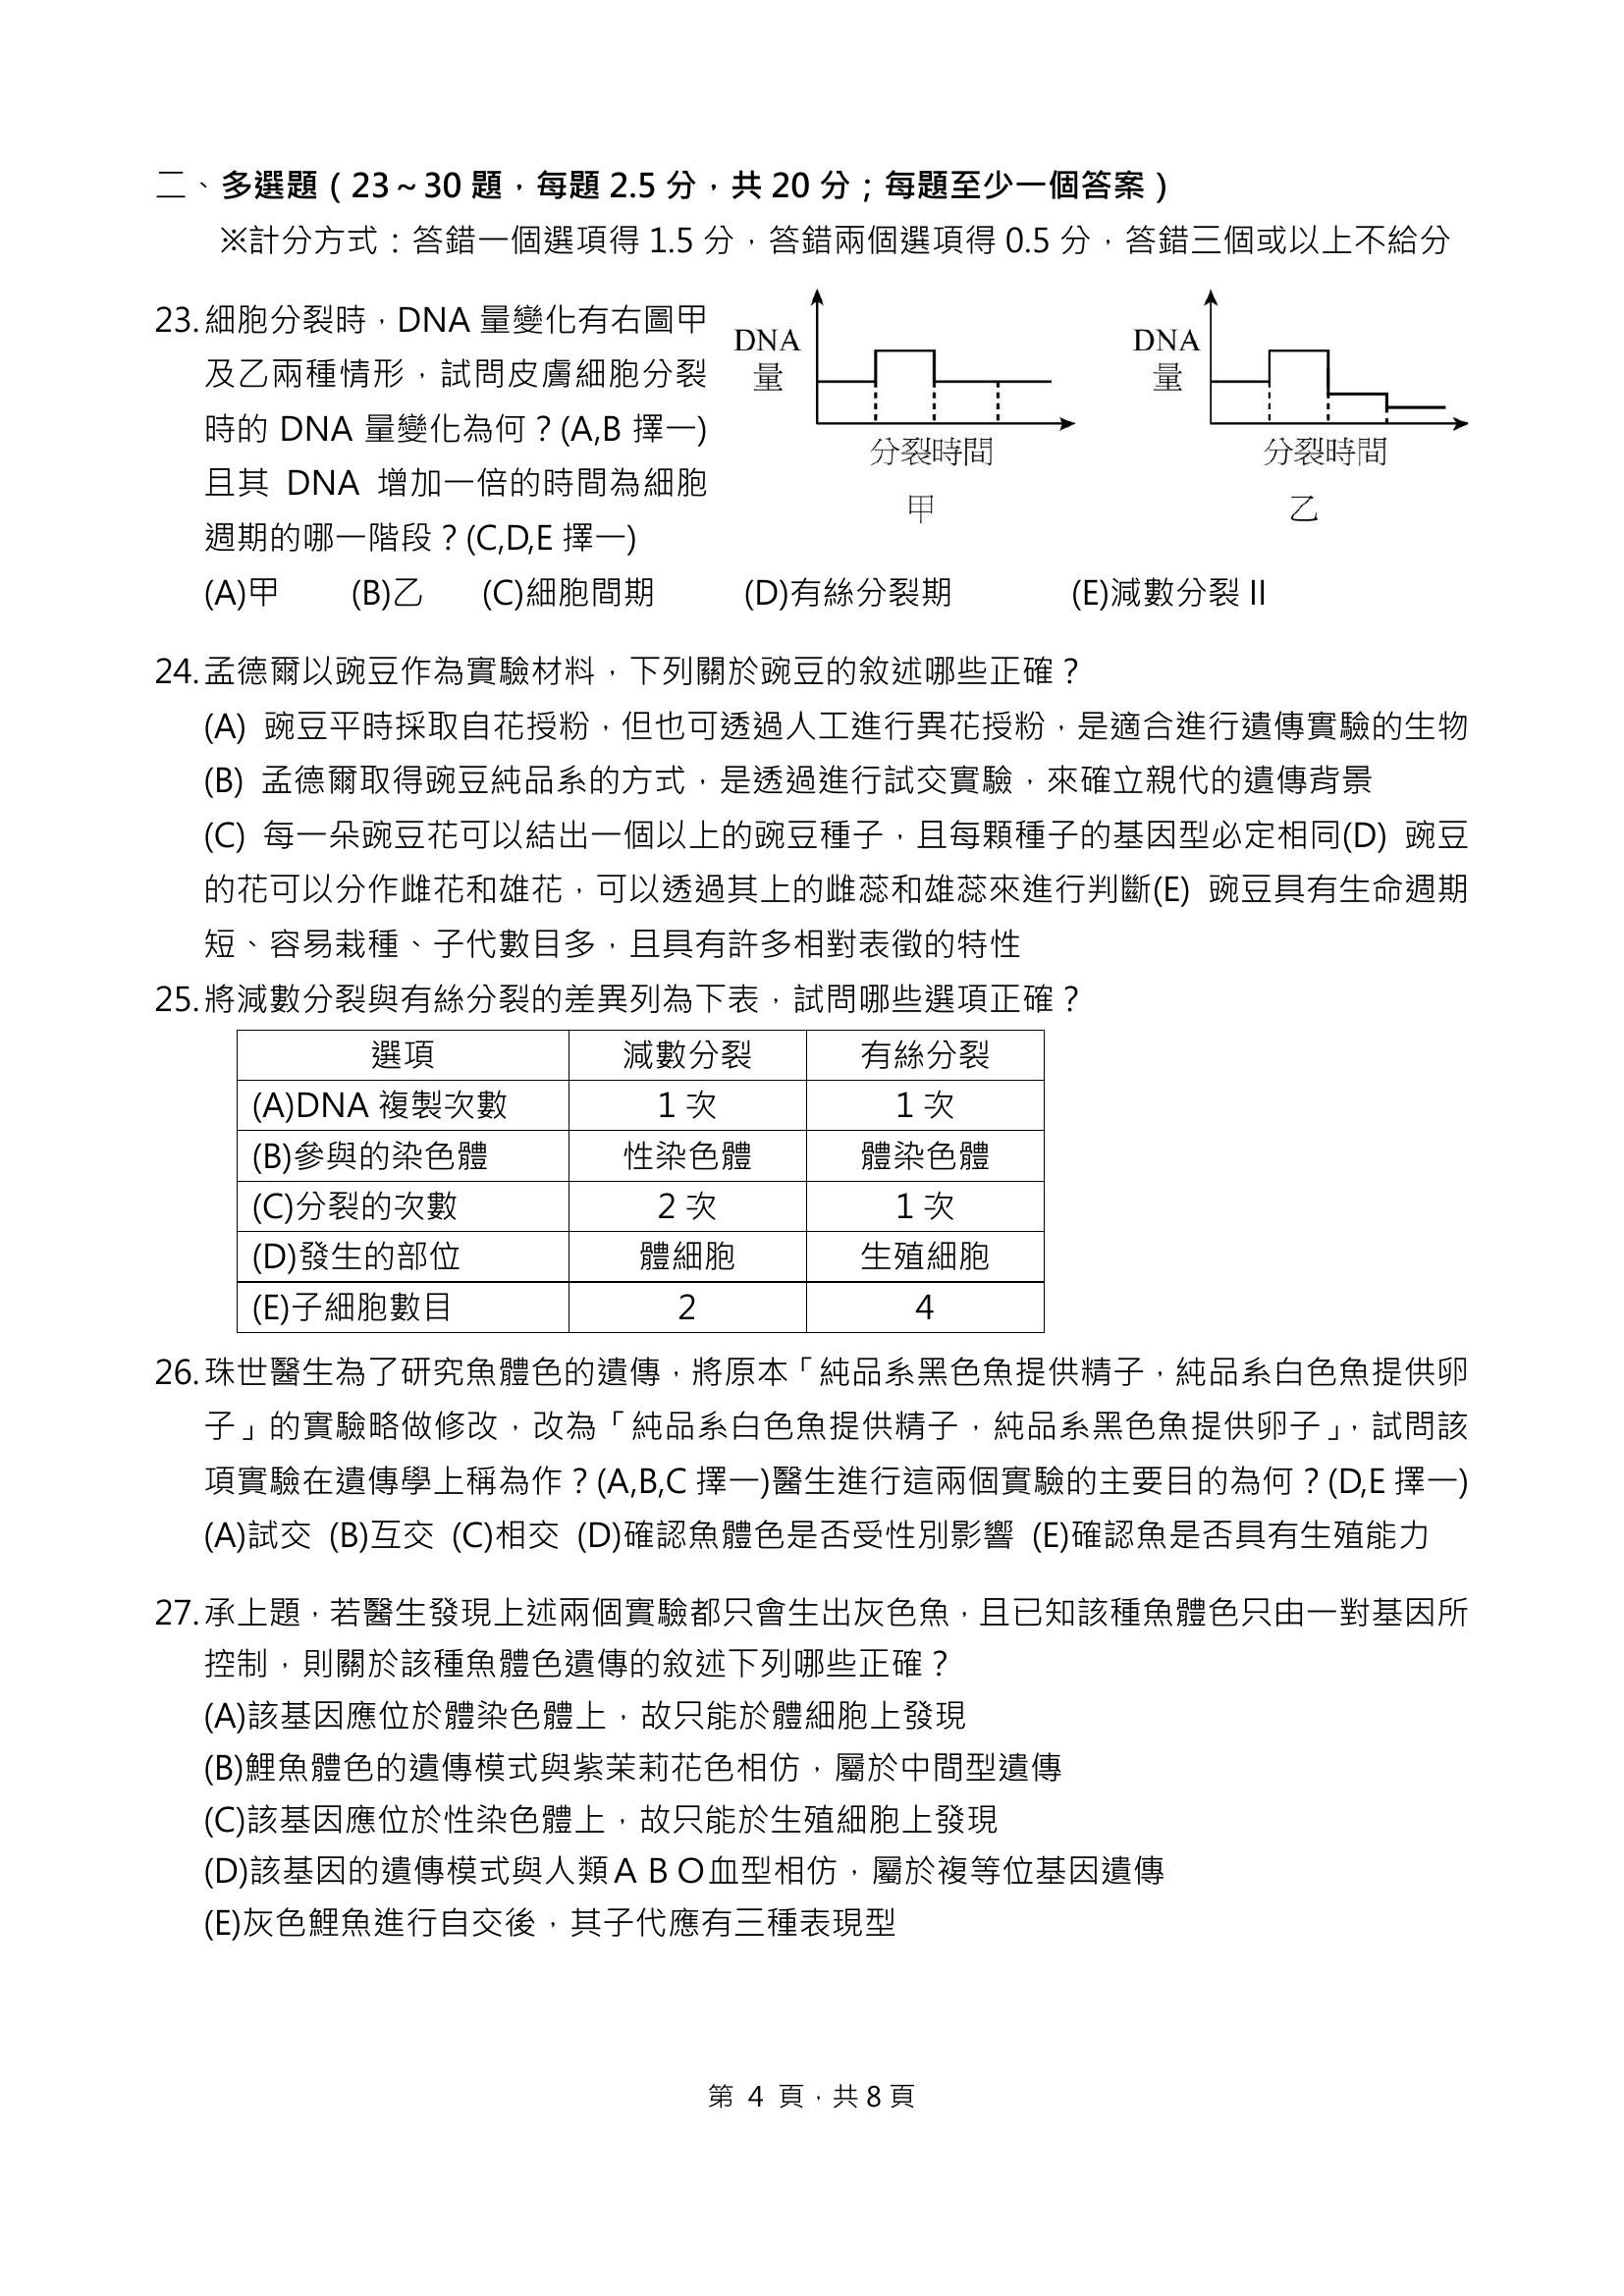 二、多選題（23～30 題，每題 2.5 分，共 20 分；每題至少一個答案）
※計分方式：答錯一個選項得 1.5 分，答錯兩個選項得 0.5 分，答錯三個或以上不給分
23.細胞分裂時，DNA 量變化有右圖甲
及乙兩種情形，試問皮膚細胞分裂
時的 DNA 量變化為何？(A,B 擇一)
且其 DNA 增加一倍的時間為細胞
週期的哪一階段？(C,D,E 擇一)
DNA
量
分裂時間
甲
DNA
量
分裂時間
乙
(A)甲 (B)乙 (C)細胞間期 (D)有絲分裂期 (E)減數分裂 II
24.孟德爾以豌豆作為實驗材料，下列關於豌豆的敘述哪些正確？
(A) 豌豆平時採取自花授粉，但也可透過人工進行異花授粉，是適合進行遺傳實驗的生物
(B) 孟德爾取得豌豆純品系的方式，是透過進行試交實驗，來確立親代的遺傳背景
(C) 每一朵豌豆花可以結出一個以上的豌豆種子，且每顆種子的基因型必定相同(D) 豌豆
的花可以分作雌花和雄花，可以透過其上的雌蕊和雄蕊來進行判斷(E) 豌豆具有生命週期
短、容易栽種、子代數目多，且具有許多相對表徵的特性
25.將減數分裂與有絲分裂的差異列為下表，試問哪些選項正確？
選項 減數分裂 有絲分裂
(A)DNA 複製次數 1 次 1 次
(B)參與的染色體 性染色體 體染色體
(C)分裂的次數 2 次 1 次
(D)發生的部位 體細胞 生殖細胞
(E)子細胞數目 2 4
26.珠世醫生為了研究魚體色的遺傳，將原本「純品系黑色魚提供精子，純品系白色魚提供卵
子」的實驗略做修改，改為「純品系白色魚提供精子，純品系黑色魚提供卵子」，試問該
項實驗在遺傳學上稱為作？(A,B,C 擇一)醫生進行這兩個實驗的主要目的為何？(D,E 擇一)
(A)試交 (B)互交 (C)相交 (D)確認魚體色是否受性別影響 (E)確認魚是否具有生殖能力
27.承上題，若醫生發現上述兩個實驗都只會生出灰色魚，且已知該種魚體色只由一對基因所
控制，則關於該種魚體色遺傳的敘述下列哪些正確？
(A)該基因應位於體染色體上，故只能於體細胞上發現
(B)鯉魚體色的遺傳模式與紫茉莉花色相仿，屬於中間型遺傳
(C)該基因應位於性染色體上，故只能於生殖細胞上發現
(D)該基因的遺傳模式與人類ＡＢＯ血型相仿，屬於複等位基因遺傳
(E)灰色鯉魚進行自交後，其子代應有三種表現型
第 4 頁，共 8 頁